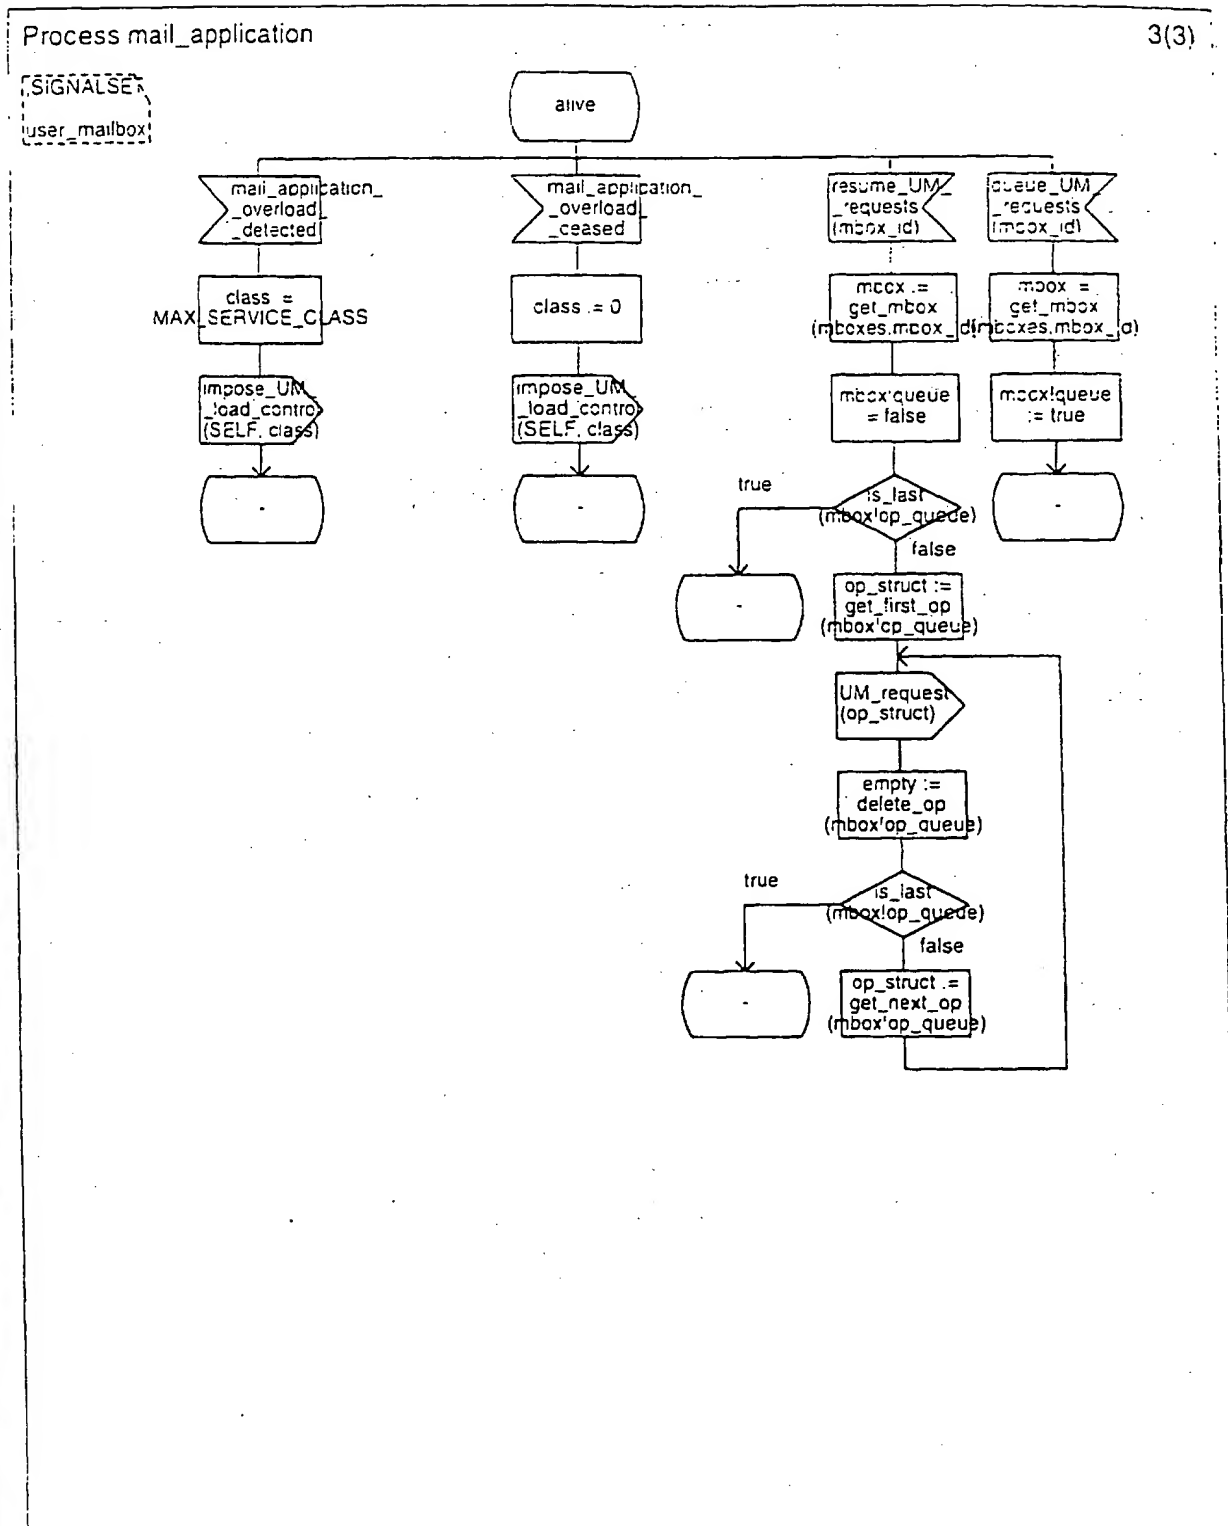 Process mail_application
3(3)
SIGNALSET
user_mailbox
alive
mail_application_
_overload_
_detected
mail_application_
_overload_
_ceased
resume_UM_
_requests
(mbox_id)
queue_UM_
_requests
(mbox_id)
class =
MAX_SERVICE_CLASS
class := 0
mbox :=
get_mbox
(mboxes,mbox_id)
mbox =
get_mbox
(mboxes,mbox_id)
impose_UM_
_load_contro
(SELF, class)
impose_UM_
_load_contro
(SELF, class)
mbox!queue
= false
mbox!queue
:= true
-
-
true
is_last
(mbox!op_queue)
-
false
-
op_struct :=
get_first_op
(mbox!op_queue)
UM_request
(op_struct)
empty :=
delete_op
(mbox!op_queue)
true
is_last
(mbox!op_queue)
false
-
op_struct :=
get_next_op
(mbox!op_queue)